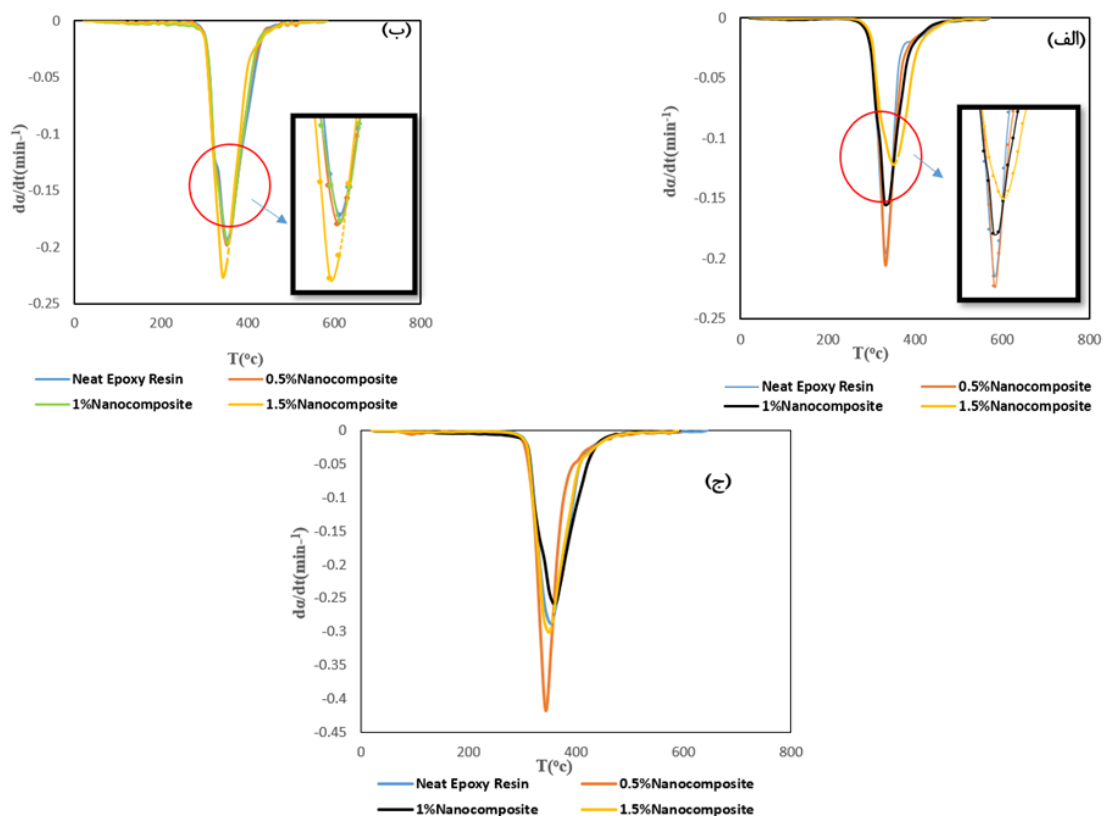 (ب)
0
-0.05
-0.1
-0.15
-0.2
-0.25
dα/dt(min⁻¹)
0 200 400 600 800
T(°c)
Neat Epoxy Resin 0.5%Nanocomposite
1%Nanocomposite 1.5%Nanocomposite
(الف)
0
-0.05
-0.1
-0.15
-0.2
-0.25
dα/dt(min⁻¹)
0 200 400 600 800
T(°c)
Neat Epoxy Resin 0.5%Nanocomposite
1%Nanocomposite 1.5%Nanocomposite
(ج)
0
-0.05
-0.1
-0.15
-0.2
-0.25
-0.3
-0.35
-0.4
-0.45
dα/dt(min⁻¹)
0 200 400 600 800
T(°c)
Neat Epoxy Resin 0.5%Nanocomposite
1%Nanocomposite 1.5%Nanocomposite